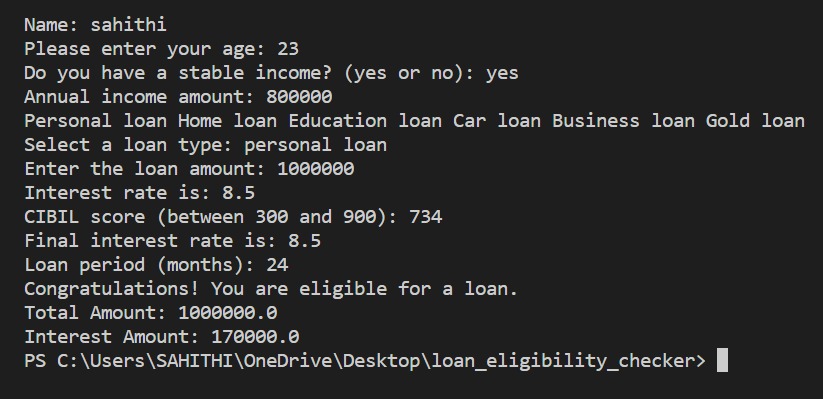 Name: sahithi
Please enter your age: 23
Do you have a stable income? (yes or no): yes
Annual income amount: 800000
Personal loan Home loan Education loan Car loan Business loan Gold loan
Select a loan type: personal loan
Enter the loan amount: 1000000
Interest rate is: 8.5
CIBIL score (between 300 and 900): 734
Final interest rate is: 8.5
Loan period (months): 24
Congratulations! You are eligible for a loan.
Total Amount: 1000000.0
Interest Amount: 170000.0
PS C:\Users\SAHITHI\OneDrive\Desktop\loan_eligibility_checker>